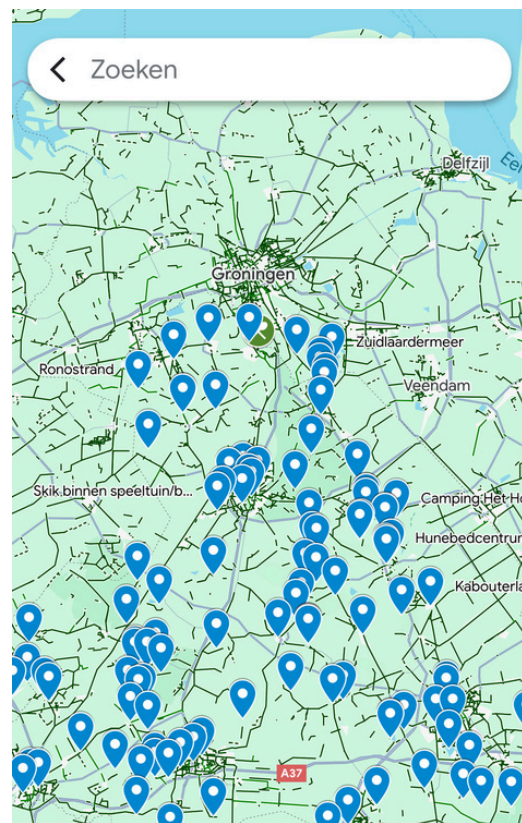 Zoeken
Delfzijl
Groningen
Zuidlaardermeer
Ronostrand
Veendam
Skik binnen speeltuin/b...
Camping Het Ho
Hunebedcentrum
Kabouterla
A37